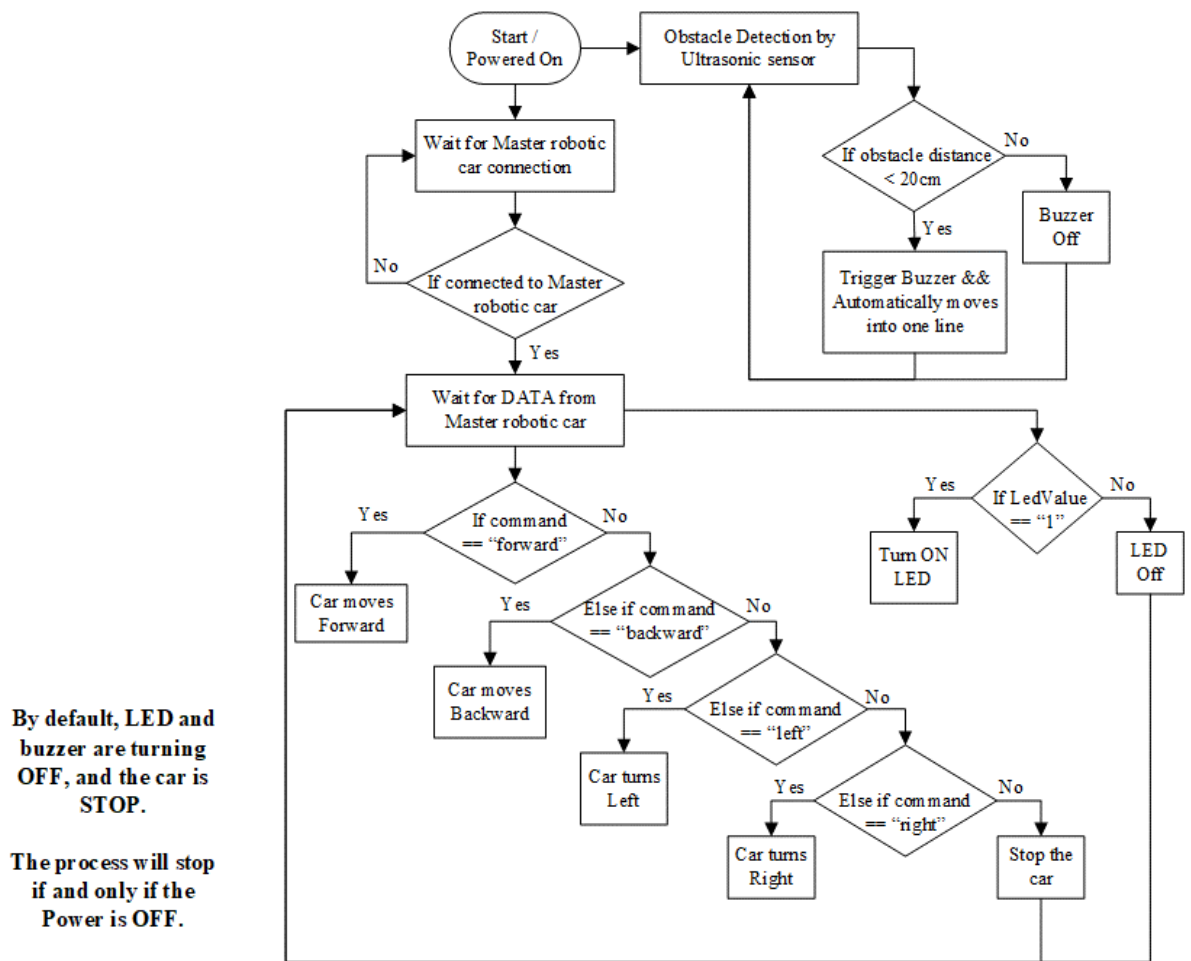 Start /
Powered On
Obstacle Detection by
Ultrasonic sensor
Wait for Master robotic
car connection
If obstacle distance
< 20cm
No
Yes
Buzzer
Off
No
If connected to Master
robotic car
Trigger Buzzer &&
Automatically moves
into one line
Yes
Wait for DATA from
Master robotic car
Yes
If command
== “forward”
No
Yes
If LedValue
== “1”
No
Turn ON
LED
LED
Off
Car moves
Forward
Yes
Else if command
== “backward”
No
Car moves
Backward
Yes
Else if command
== “left”
No
Car turns
Left
Yes
Else if command
== “right”
No
Car turns
Right
Stop the
car
By default, LED and
buzzer are turning
OFF, and the car is
STOP.
The process will stop
if and only if the
Power is OFF.